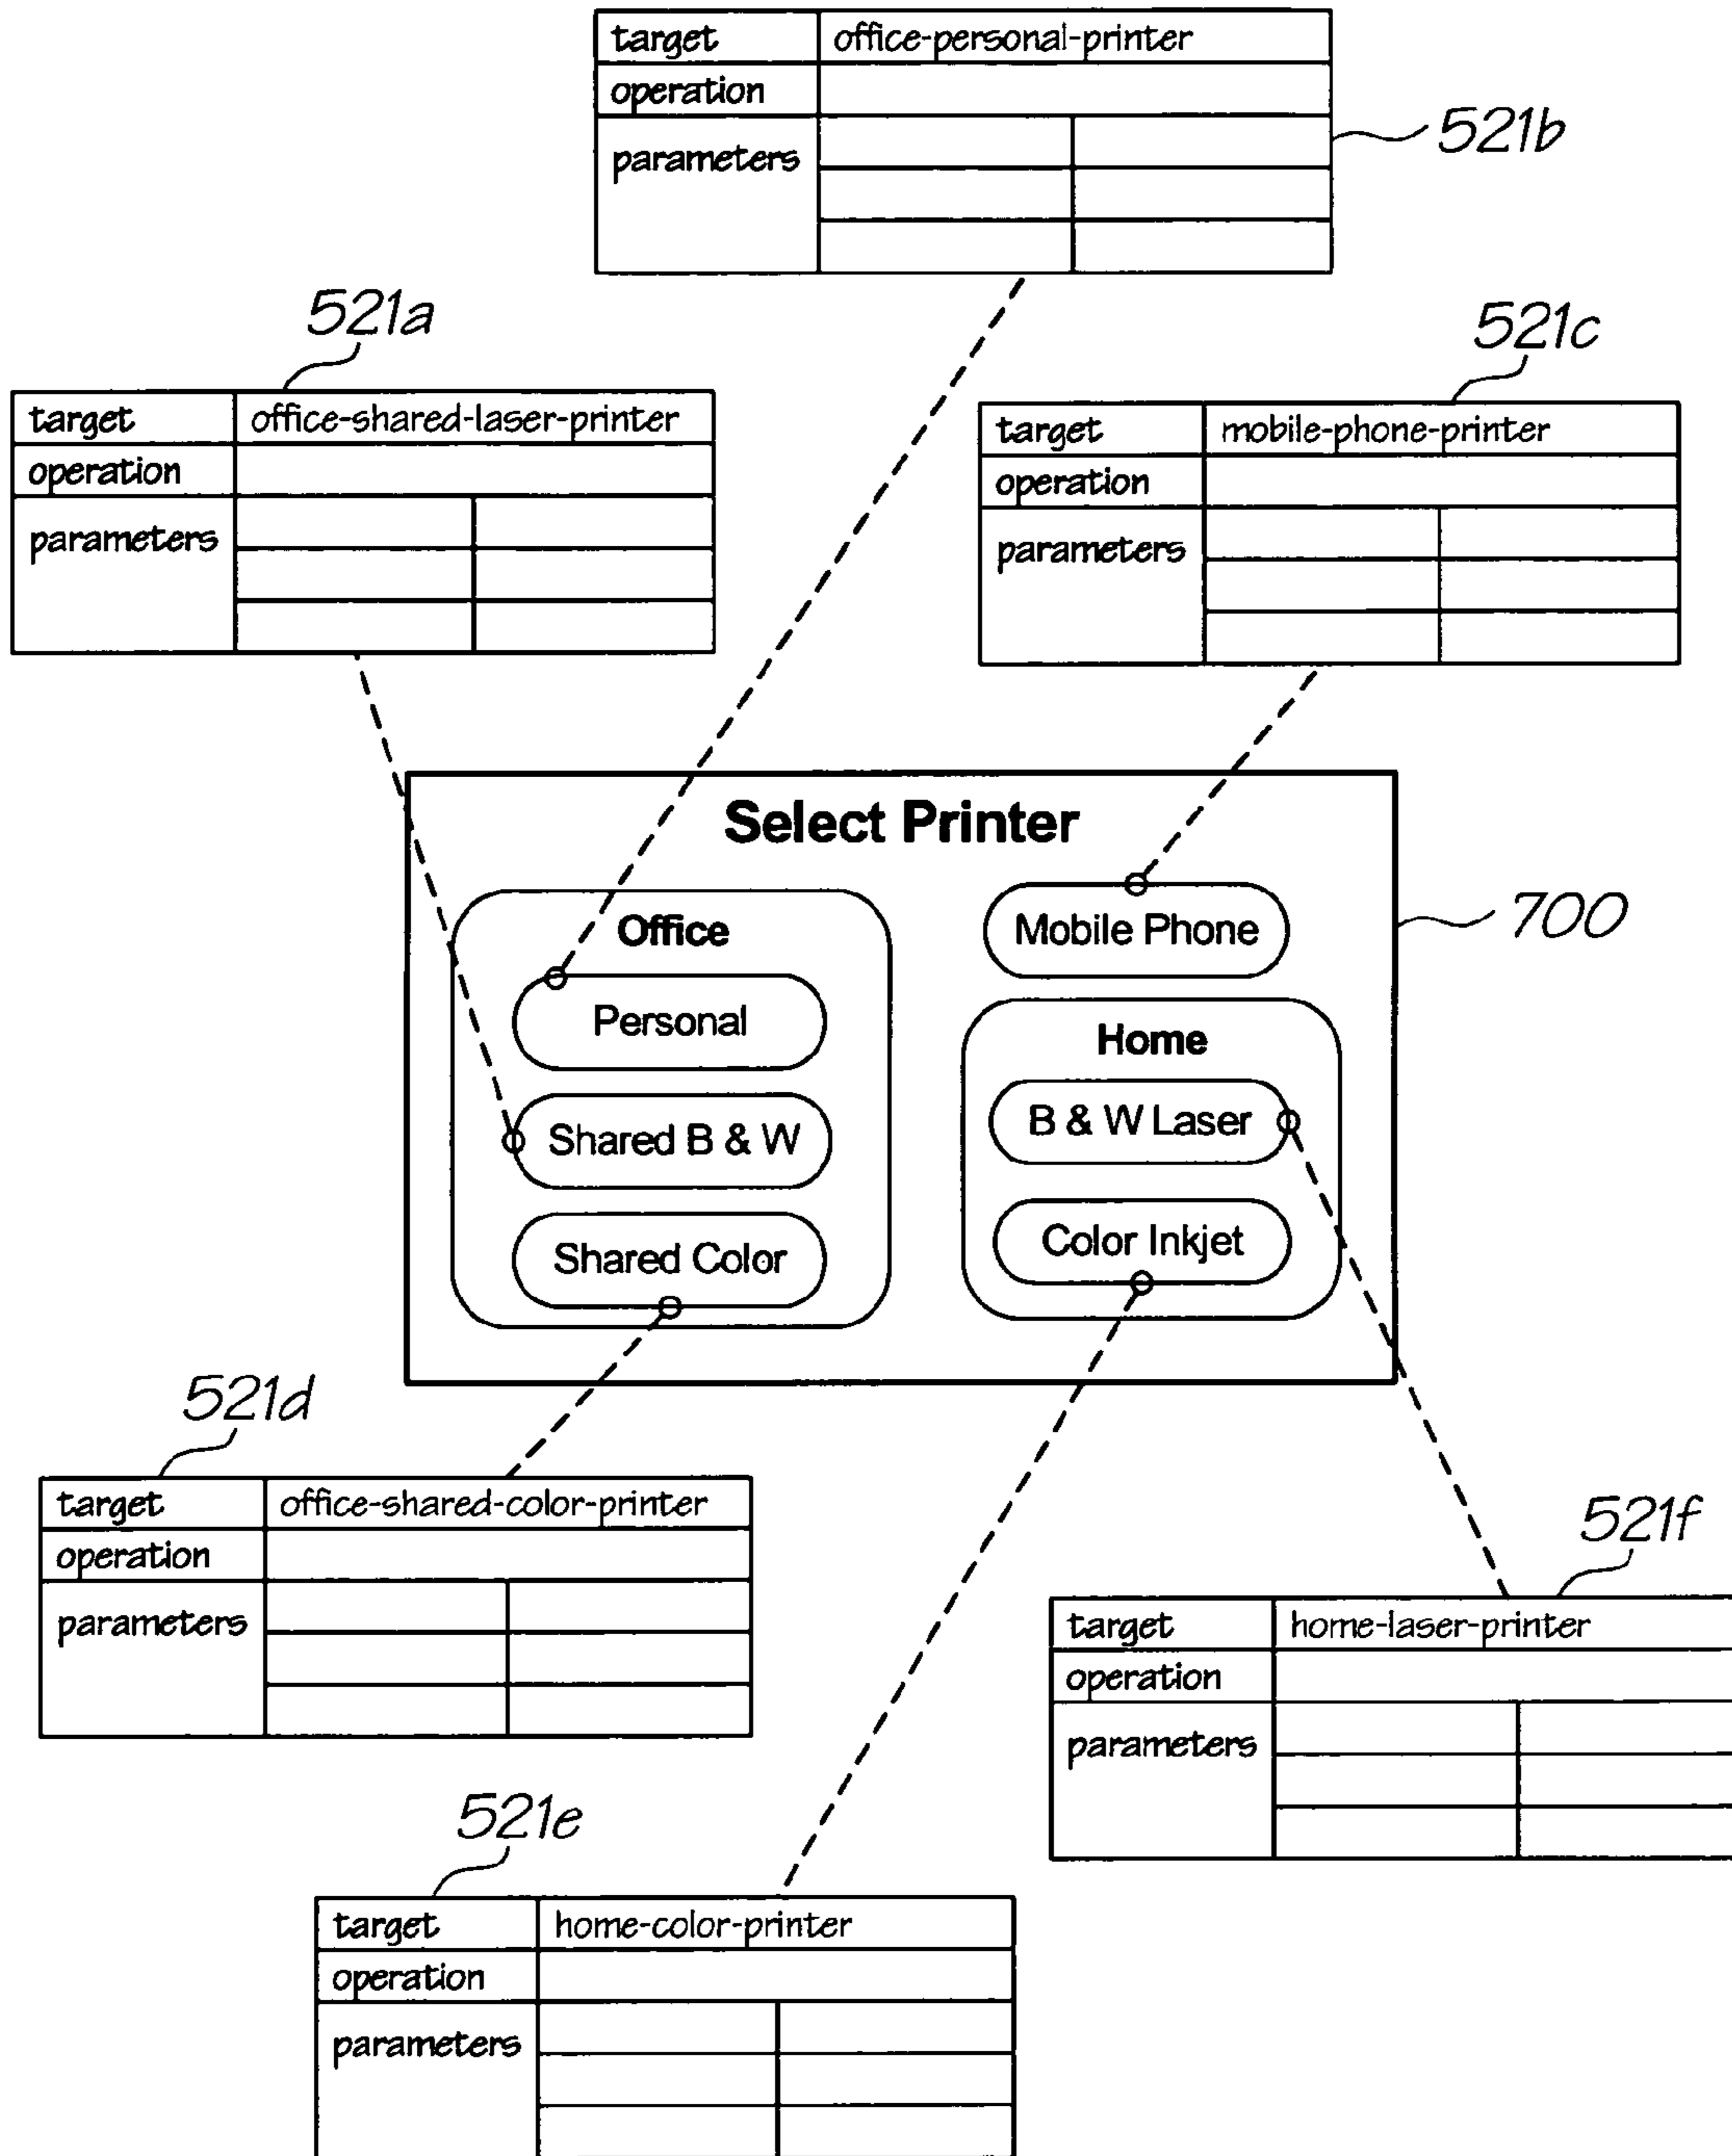 target office-personal-printer
operation
parameters
521b
521a
target office-shared-laser-printer
operation
parameters
521c
target mobile-phone-printer
operation
parameters
Select Printer
700
Office
Personal
Shared B & W
Shared Color
Mobile Phone
Home
B & W Laser
Color Inkjet
521d
target office-shared-color-printer
operation
parameters
521f
target home-laser-printer
operation
parameters
521e
target home-color-printer
operation
parameters